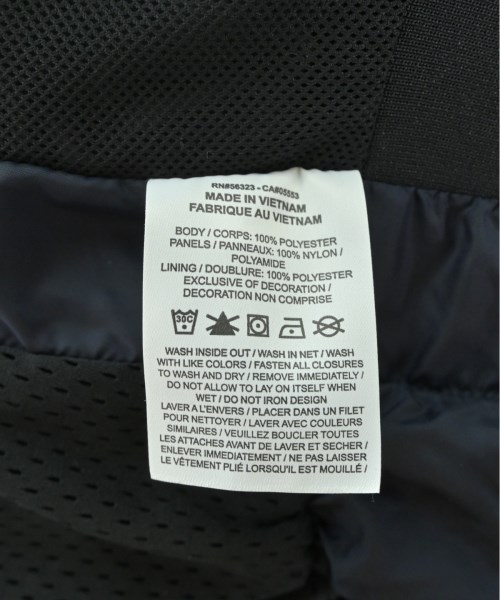 RN#56323 - CA#05553
MADE IN VIETNAM
FABRIQUE AU VIETNAM
BODY / CORPS: 100% POLYESTER
PANELS / PANNEAUX: 100% NYLON /
POLYAMIDE
LINING / DOUBLURE: 100% POLYESTER
EXCLUSIVE OF DECORATION /
DECORATION NON COMPRISE
30C
WASH INSIDE OUT / WASH IN NET / WASH
WITH LIKE COLORS / FASTEN ALL CLOSURES
TO WASH AND DRY / REMOVE IMMEDIATELY /
DO NOT ALLOW TO LAY ON ITSELF WHEN
WET / DO NOT IRON DESIGN
LAVER A L'ENVERS / PLACER DANS UN FILET
POUR NETTOYER / LAVER AVEC COULEURS
SIMILAIRES / VEUILLEZ BOUCLER TOUTES
LES ATTACHES AVANT DE LAVER & SECHER /
ENLEVER IMMEDIATEMENT / NE PAS LAISSER
LE VÊTEMENT PLIÉ LORSQU'IL EST MOUILLÉ /